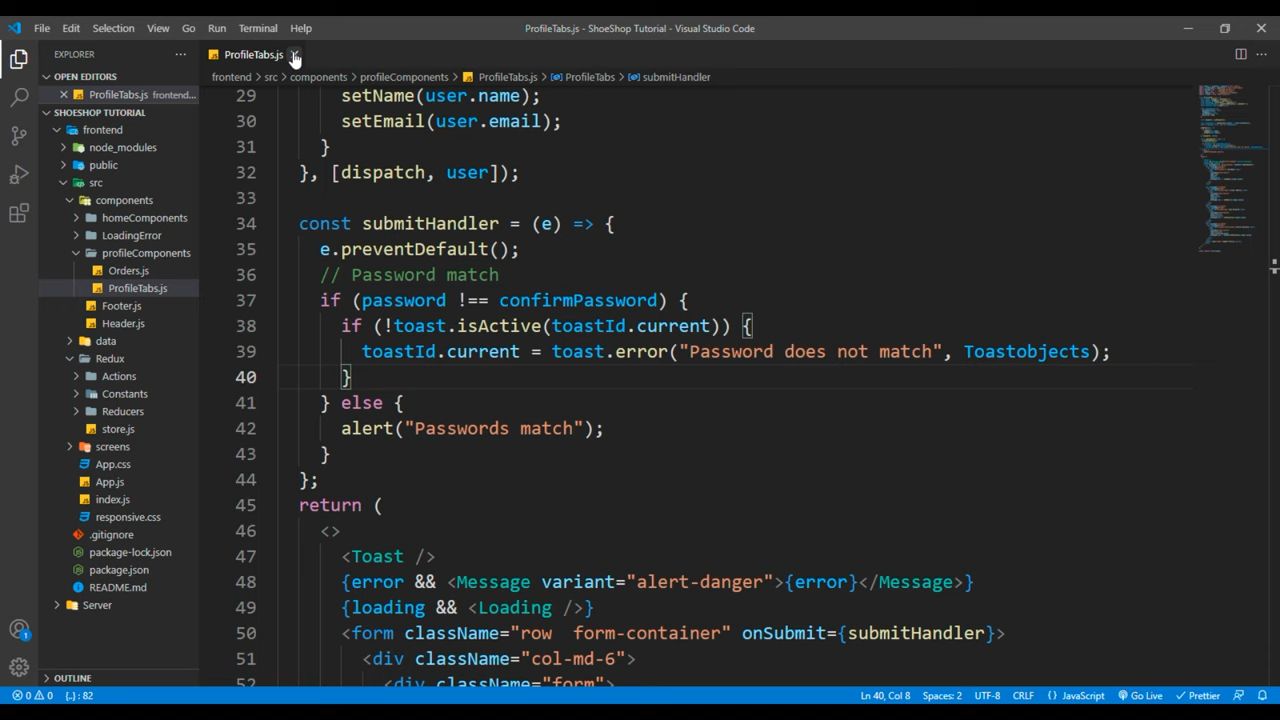 File Edit Selection View Go Run Terminal Help
ProfileTabs.js - ShoeShop Tutorial - Visual Studio Code
EXPLORER
OPEN EDITORS
ProfileTabs.js frontend...
SHOESHOP TUTORIAL
frontend
node_modules
public
src
components
homeComponents
LoadingError
profileComponents
Orders.js
ProfileTabs.js
Footer.js
Header.js
data
Redux
Actions
Constants
Reducers
store.js
screens
App.css
App.js
index.js
responsive.css
.gitignore
package-lock.json
package.json
README.md
Server
OUTLINE
ProfileTabs.js
frontend > src > components > profileComponents > ProfileTabs.js > ProfileTabs > submitHandler
29 setName(user.name);
30 setEmail(user.email);
31 }
32 }, [dispatch, user]);
33
34 const submitHandler = (e) => {
35 e.preventDefault();
36 // Password match
37 if (password !== confirmPassword) {
38 if (!toast.isActive(toastId.current)) {
39 toastId.current = toast.error("Password does not match", Toastobjects);
40 }
41 } else {
42 alert("Passwords match");
43 }
44 };
45 return (
46 <>
47 <Toast />
48 {error && <Message variant="alert-danger">{error}</Message>}
49 {loading && <Loading />}
50 <form className="row  form-container" onSubmit={submitHandler}>
51 <div className="col-md-6">
52 <div className="form">
1
0 0 {..} : 82
Ln 40, Col 8 Spaces: 2 UTF-8 CRLF {} JavaScript Go Live Prettier